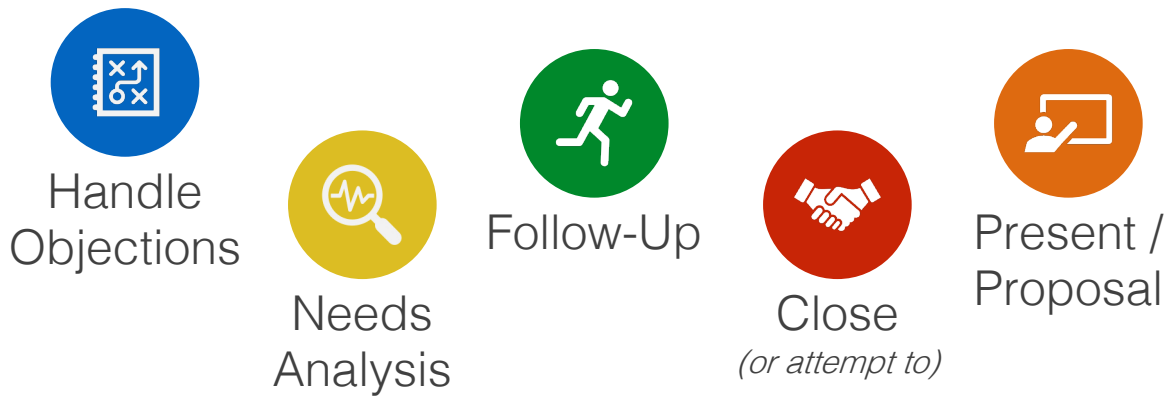 Handle
Objections
Needs
Analysis
Follow-Up
Close
(or attempt to)
Present /
Proposal